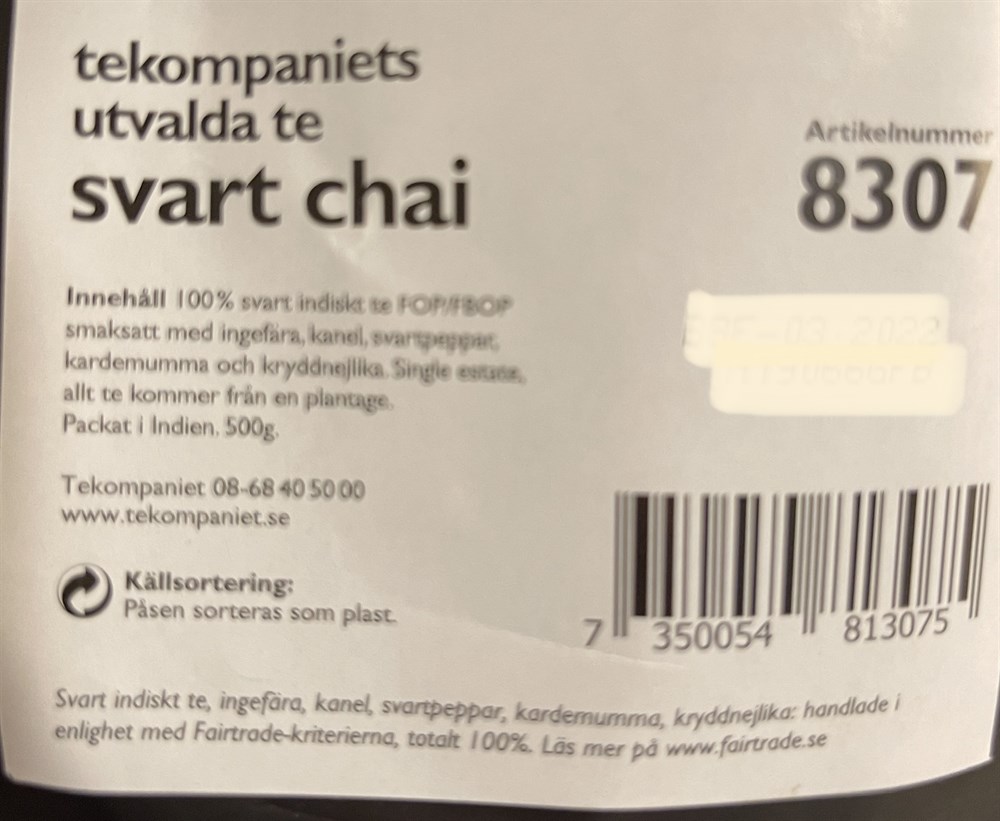 tekompaniets
utvalda te
svart chai
Artikelnummer
8307
Innehåll 100% svart indiskt te FOP/FBOP
smaksatt med ingefära, kanel, svartpeppar,
kardemumma och kryddnejlika. Single estate,
allt te kommer från en plantage.
Packat i Indien. 500g.
Tekompaniet 08-68 40 50 00
www.tekompaniet.se
Källsortering:
Påsen sorteras som plast.
7 350054 813075
Svart indiskt te, ingefära, kanel, svartpeppar, kardemumma, kryddnejlika: handlade i
enlighet med Fairtrade-kriterierna, totalt 100%. Läs mer på www.fairtrade.se